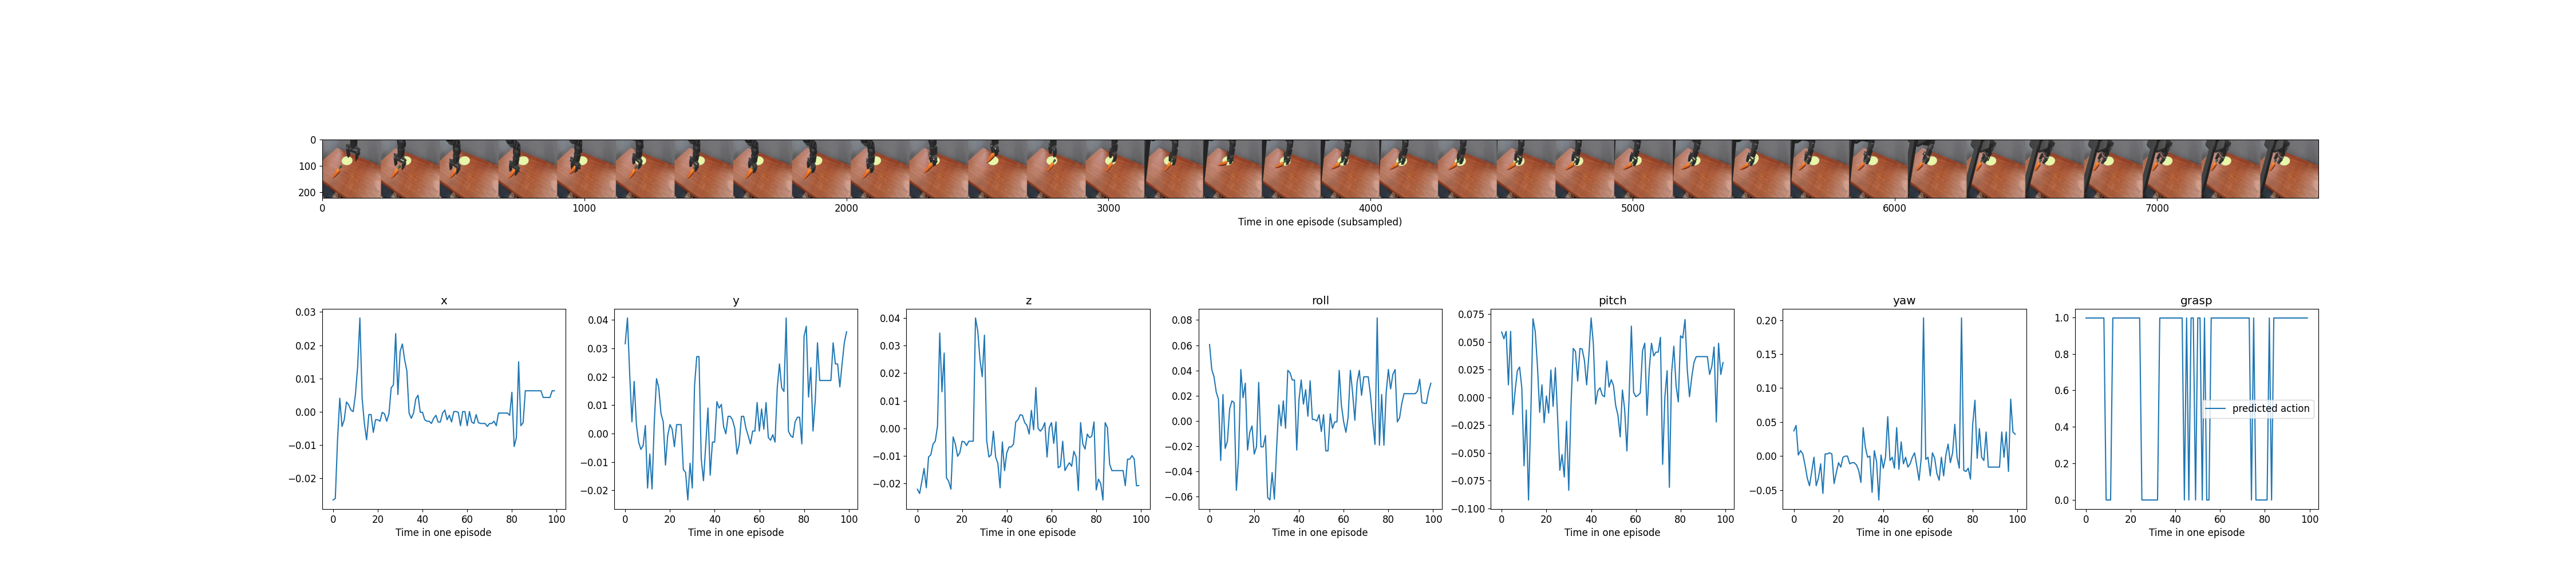 0
100
200
0 1000 2000 3000 4000 5000 6000 7000
Time in one episode (subsampled)
x
0.03
0.02
0.01
0.00
−0.01
−0.02
0 20 40 60 80 100
Time in one episode
y
0.04
0.03
0.02
0.01
0.00
−0.01
−0.02
0 20 40 60 80 100
Time in one episode
z
0.04
0.03
0.02
0.01
0.00
−0.01
−0.02
0 20 40 60 80 100
Time in one episode
roll
0.08
0.06
0.04
0.02
0.00
−0.02
−0.04
−0.06
0 20 40 60 80 100
Time in one episode
pitch
0.075
0.050
0.025
0.000
−0.025
−0.050
−0.075
−0.100
0 20 40 60 80 100
Time in one episode
yaw
0.20
0.15
0.10
0.05
0.00
−0.05
0 20 40 60 80 100
Time in one episode
grasp
1.0
0.8
0.6
0.4
0.2
0.0
predicted action
0 20 40 60 80 100
Time in one episode